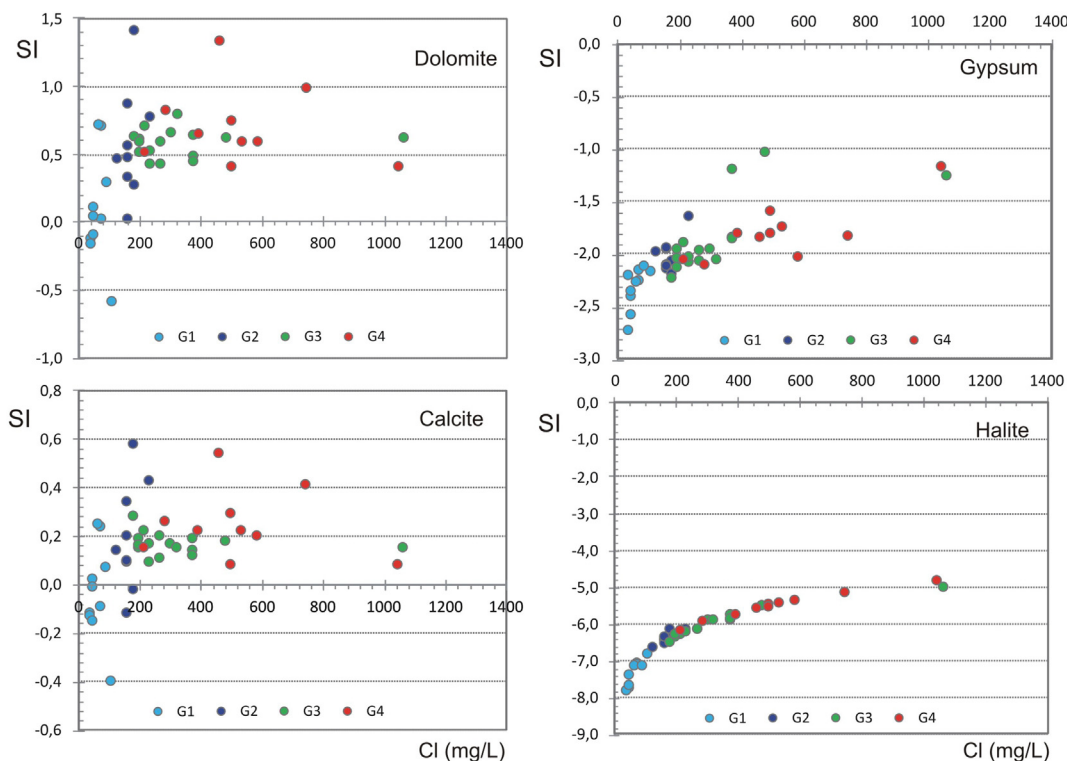 SI
Dolomite
1,5
1,0
0,5
0,0
-0,5
-1,0
0 200 400 600 800 1000 1200 1400
G1 G2 G3 G4
0 200 400 600 800 1000 1200 1400
SI
Gypsum
0,0
-0,5
-1,0
-1,5
-2,0
-2,5
-3,0
G1 G2 G3 G4
SI
Calcite
0,8
0,6
0,4
0,2
0,0
-0,2
-0,4
-0,6
0 200 400 600 800 1000 1200 1400
G1 G2 G3 G4
Cl (mg/L)
0 200 400 600 800 1000 1200 1400
SI
Halite
0,0
-1,0
-2,0
-3,0
-4,0
-5,0
-6,0
-7,0
-8,0
-9,0
G1 G2 G3 G4
Cl (mg/L)